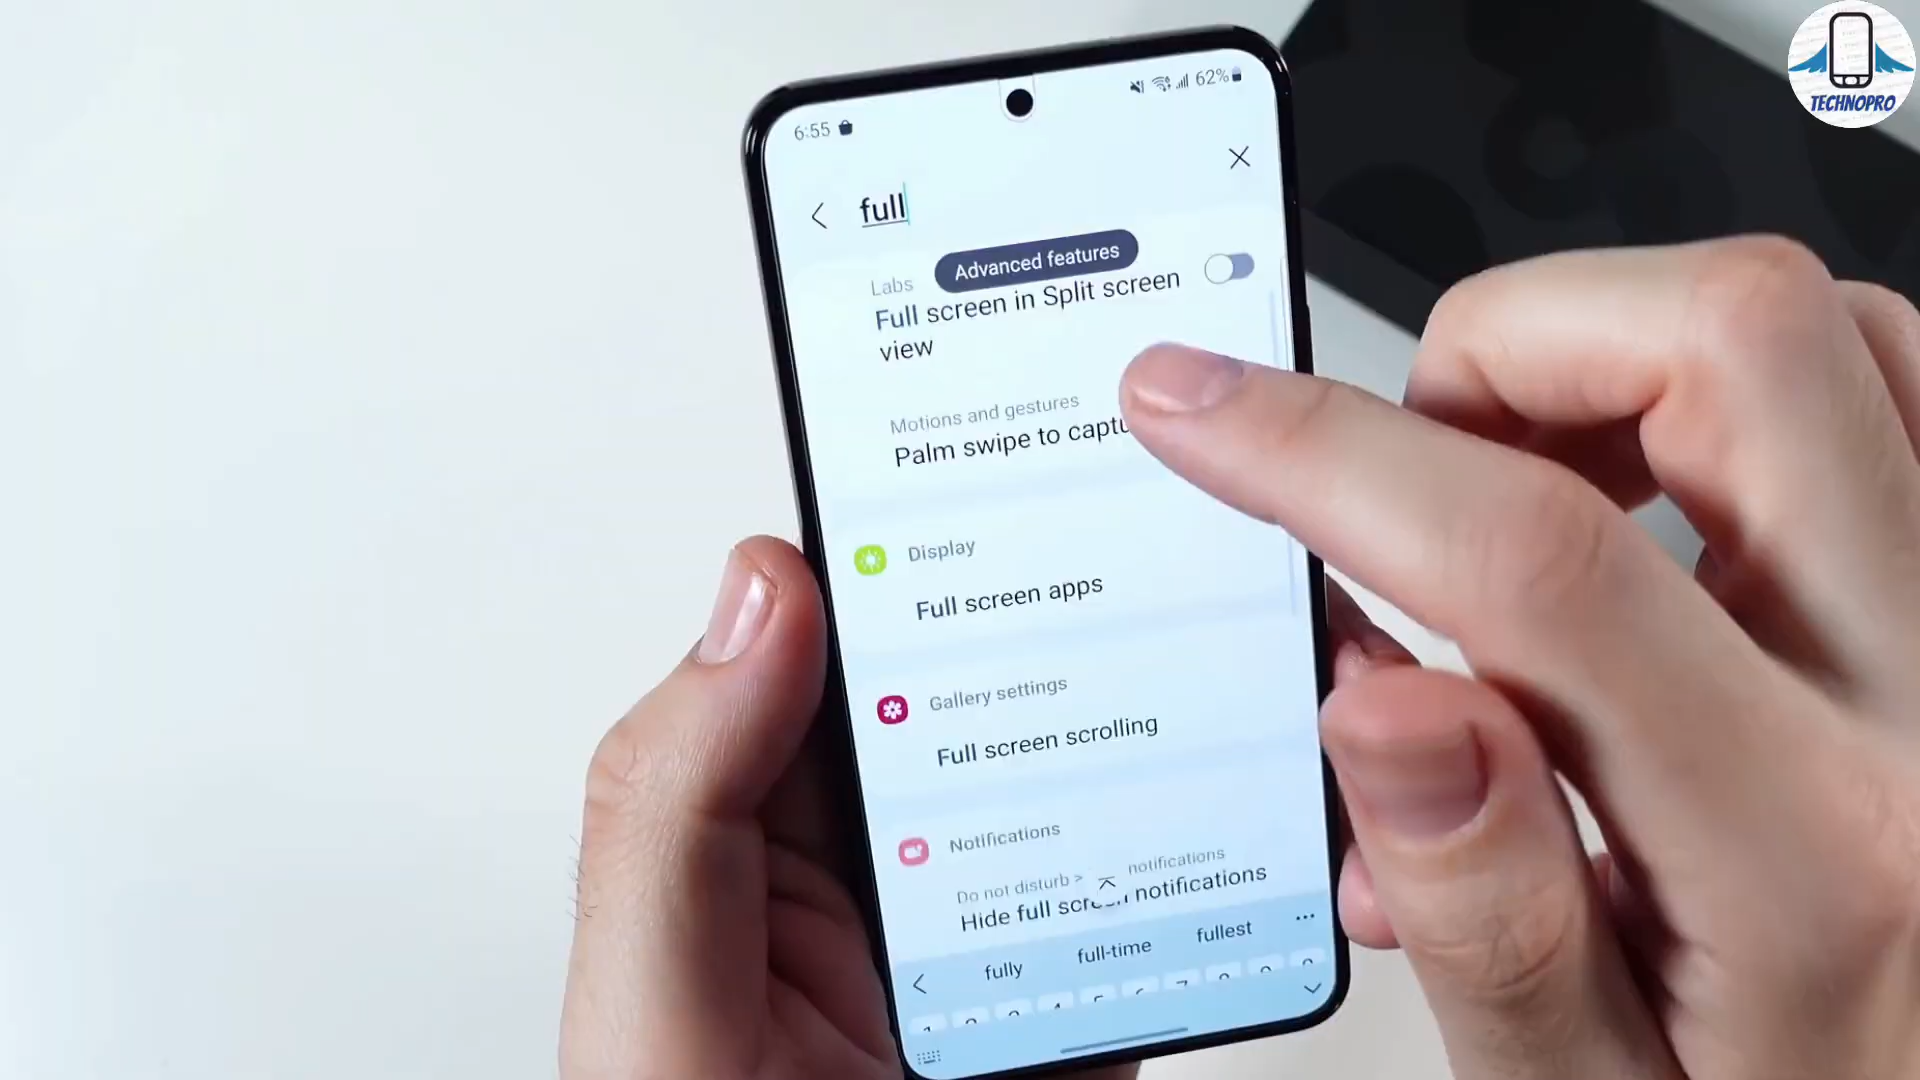 TECHNOPRO
6:55
62%
full
Advanced features
Labs
Full screen in Split screen
view
Motions and gestures
Palm swipe to
Display
Full screen apps
Gallery settings
Full screen scrolling
Notifications
Do not disturb > notifications
Hide full notifications
fully full-time fullest